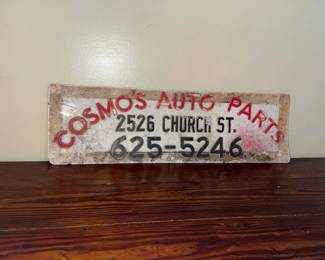 COSMO'S AUTO PARTS
2526 CHURCH ST.
625-5246